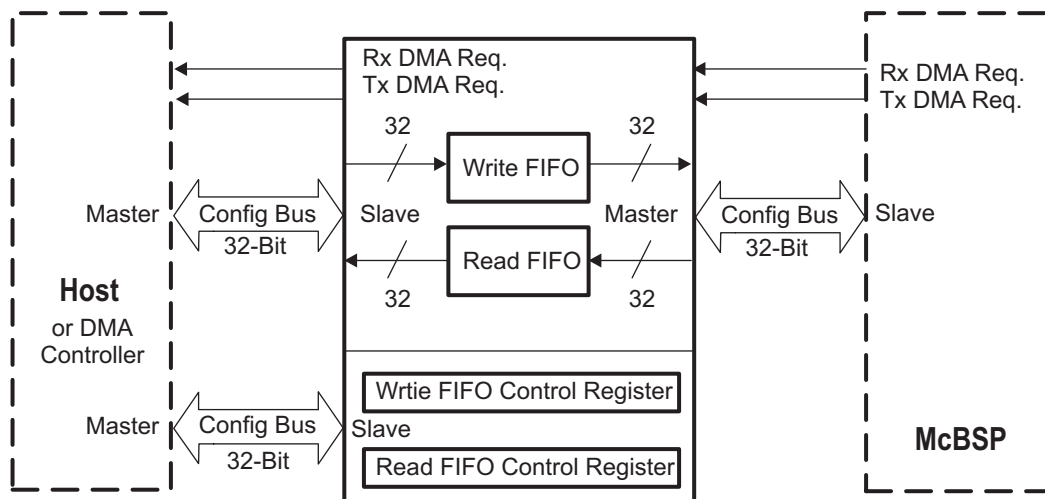 Rx DMA Req.
Tx DMA Req.
Rx DMA Req.
Tx DMA Req.
32
32
Write FIFO
Master
Config Bus
32-Bit
Slave
Master
Config Bus
32-Bit
Slave
Read FIFO
32
32
Host
or DMA
Controller
Wrtie FIFO Control Register
Master
Config Bus
32-Bit
Slave
Read FIFO Control Register
McBSP